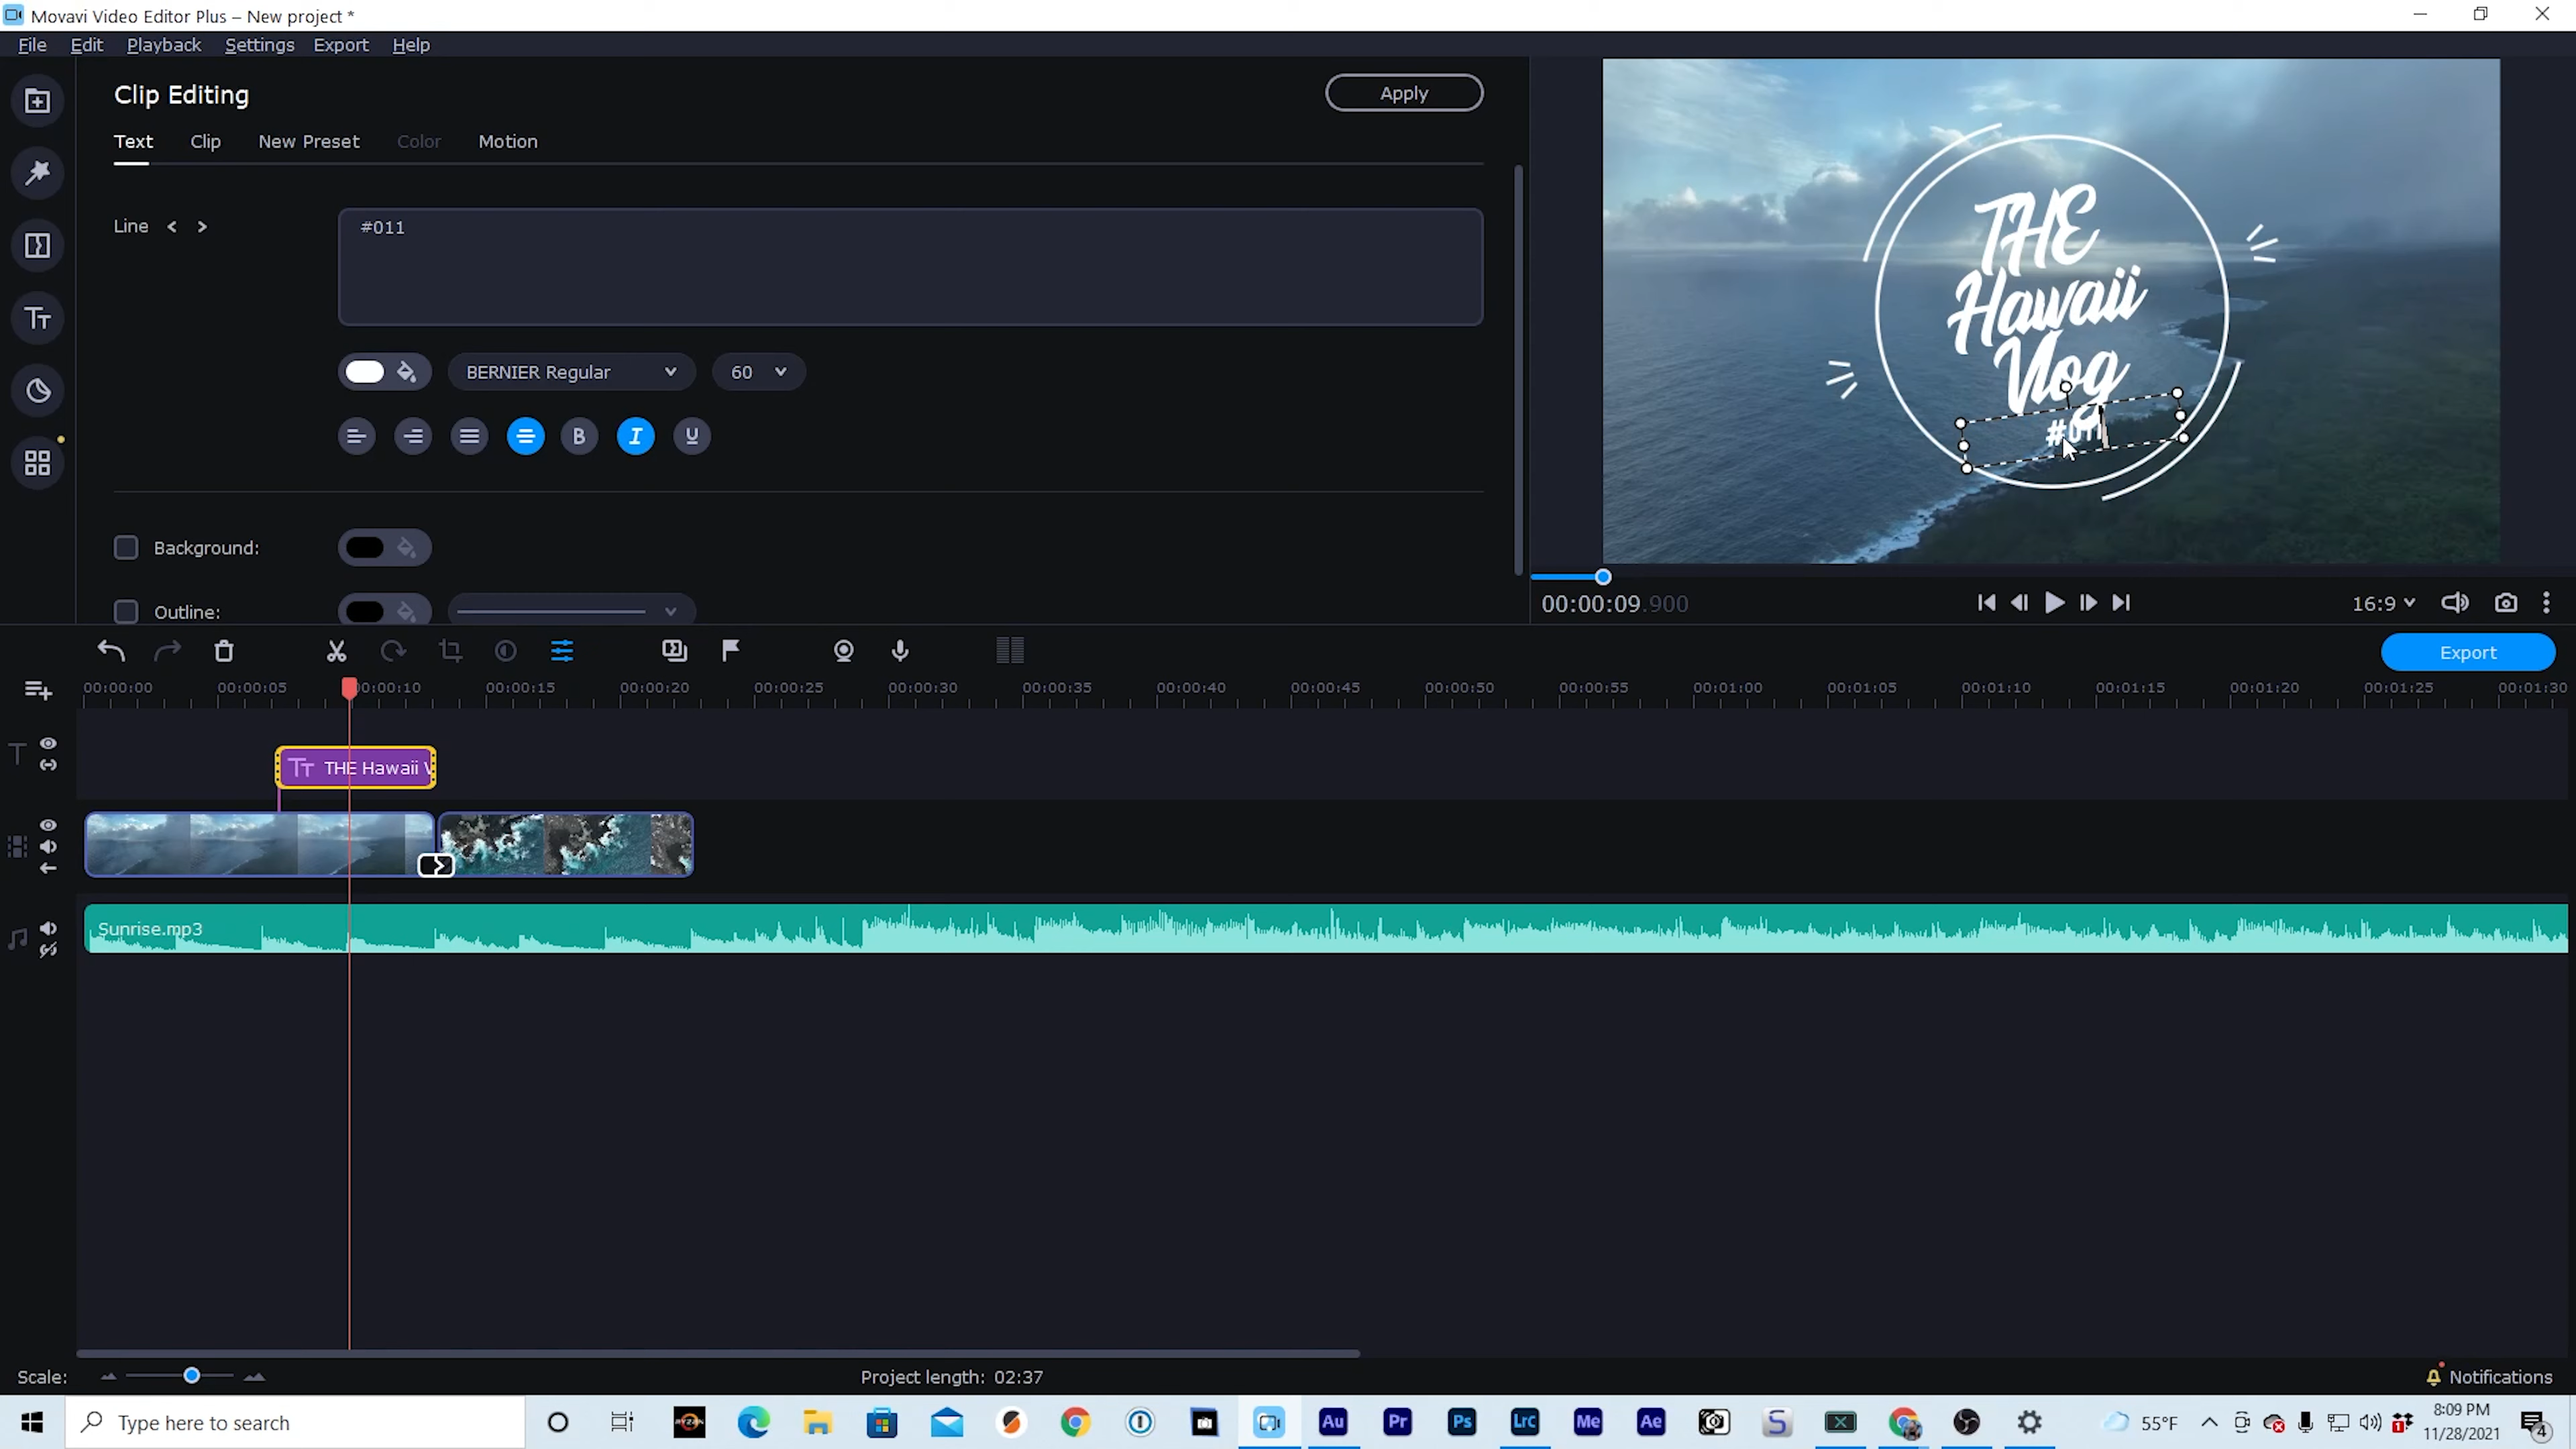 Movavi Video Editor Plus – New project *
File Edit Playback Settings Export Help
Clip Editing
Apply
Text Clip New Preset Color Motion
Line < >
#011
BERNIER Regular
60
B I U
Background:
Outline:
THE
Hawaii
Vlog
#011
00:00:09.900
16:9
Export
00:00:00 00:00:05 00:00:10 00:00:15 00:00:20 00:00:25 00:00:30 00:00:35 00:00:40 00:00:45 00:00:50 00:00:55 00:01:00 00:01:05 00:01:10 00:01:15 00:01:20 00:01:25 00:01:30
THE Hawaii V
Sunrise.mp3
Scale:
Project length: 02:37
Notifications
Type here to search
RYZEN
Au Pr Ps LrC Me Ae S X
55°F
1
8:09 PM
11/28/2021
4